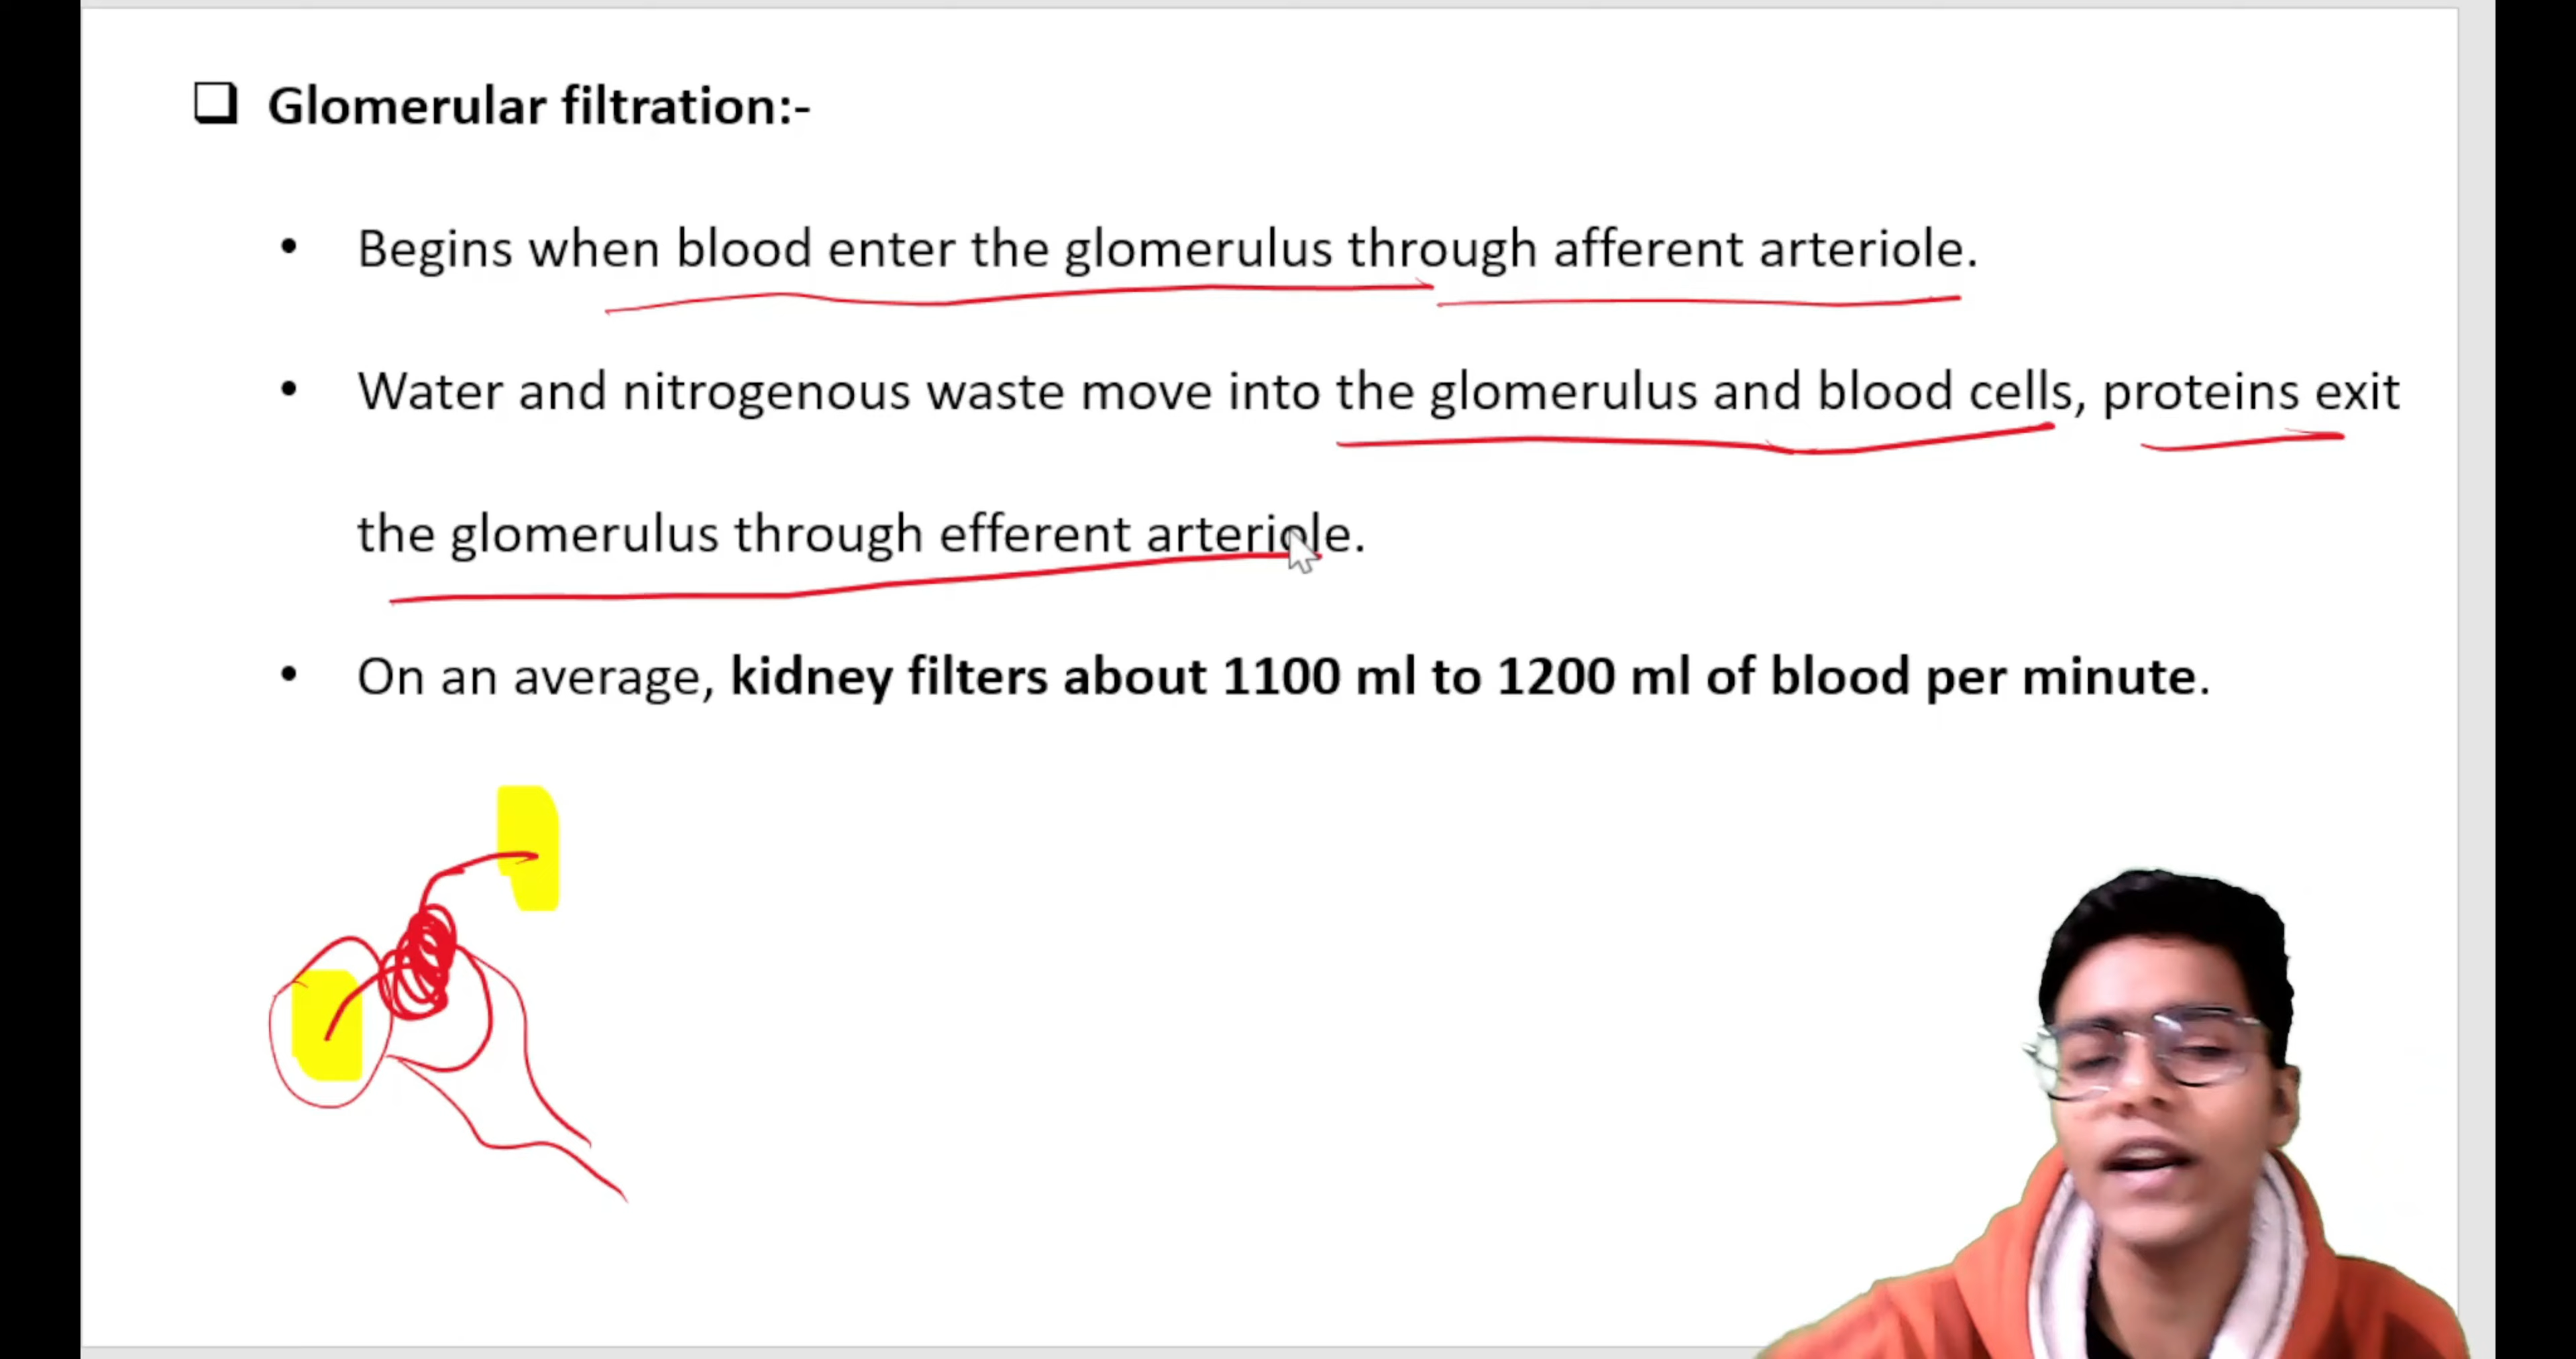 Glomerular filtration:-
Begins when blood enter the glomerulus through afferent arteriole.
Water and nitrogenous waste move into the glomerulus and blood cells, proteins exit
the glomerulus through efferent arteriole.
On an average, kidney filters about 1100 ml to 1200 ml of blood per minute.